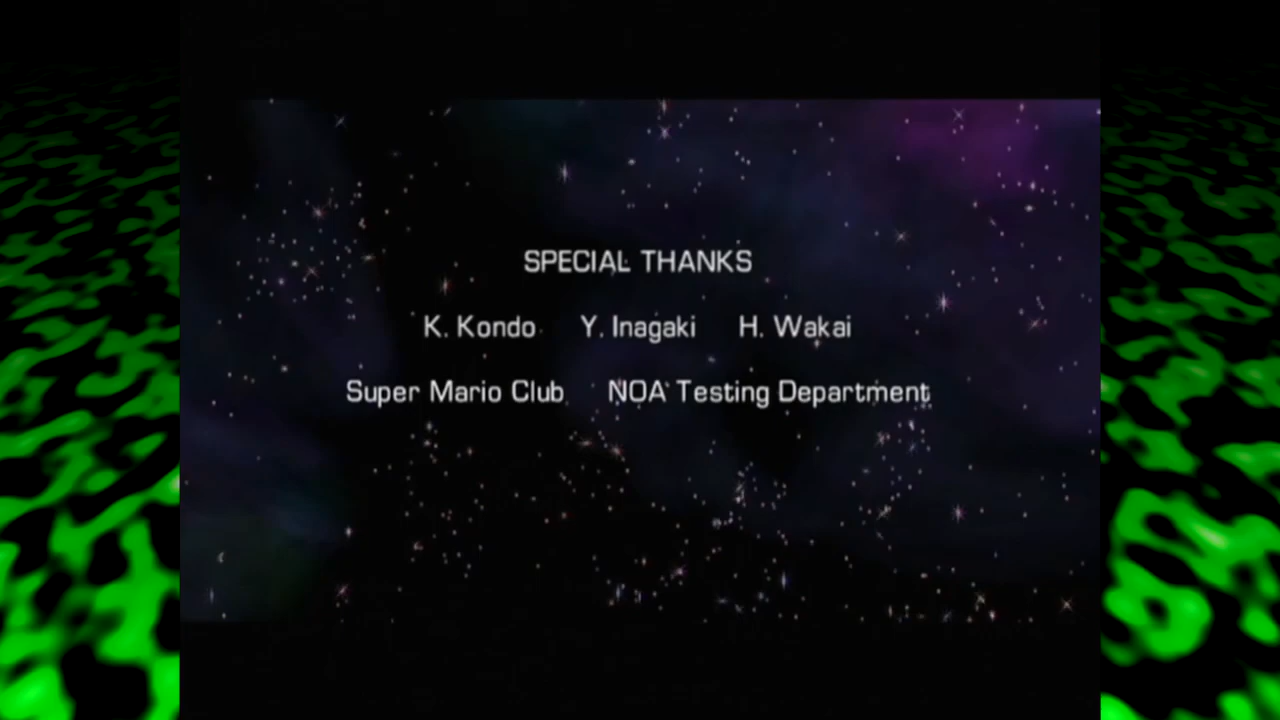 SPECIAL THANKS
K. Kondo Y. Inagaki H. Wakai
Super Mario Club NOA Testing Department